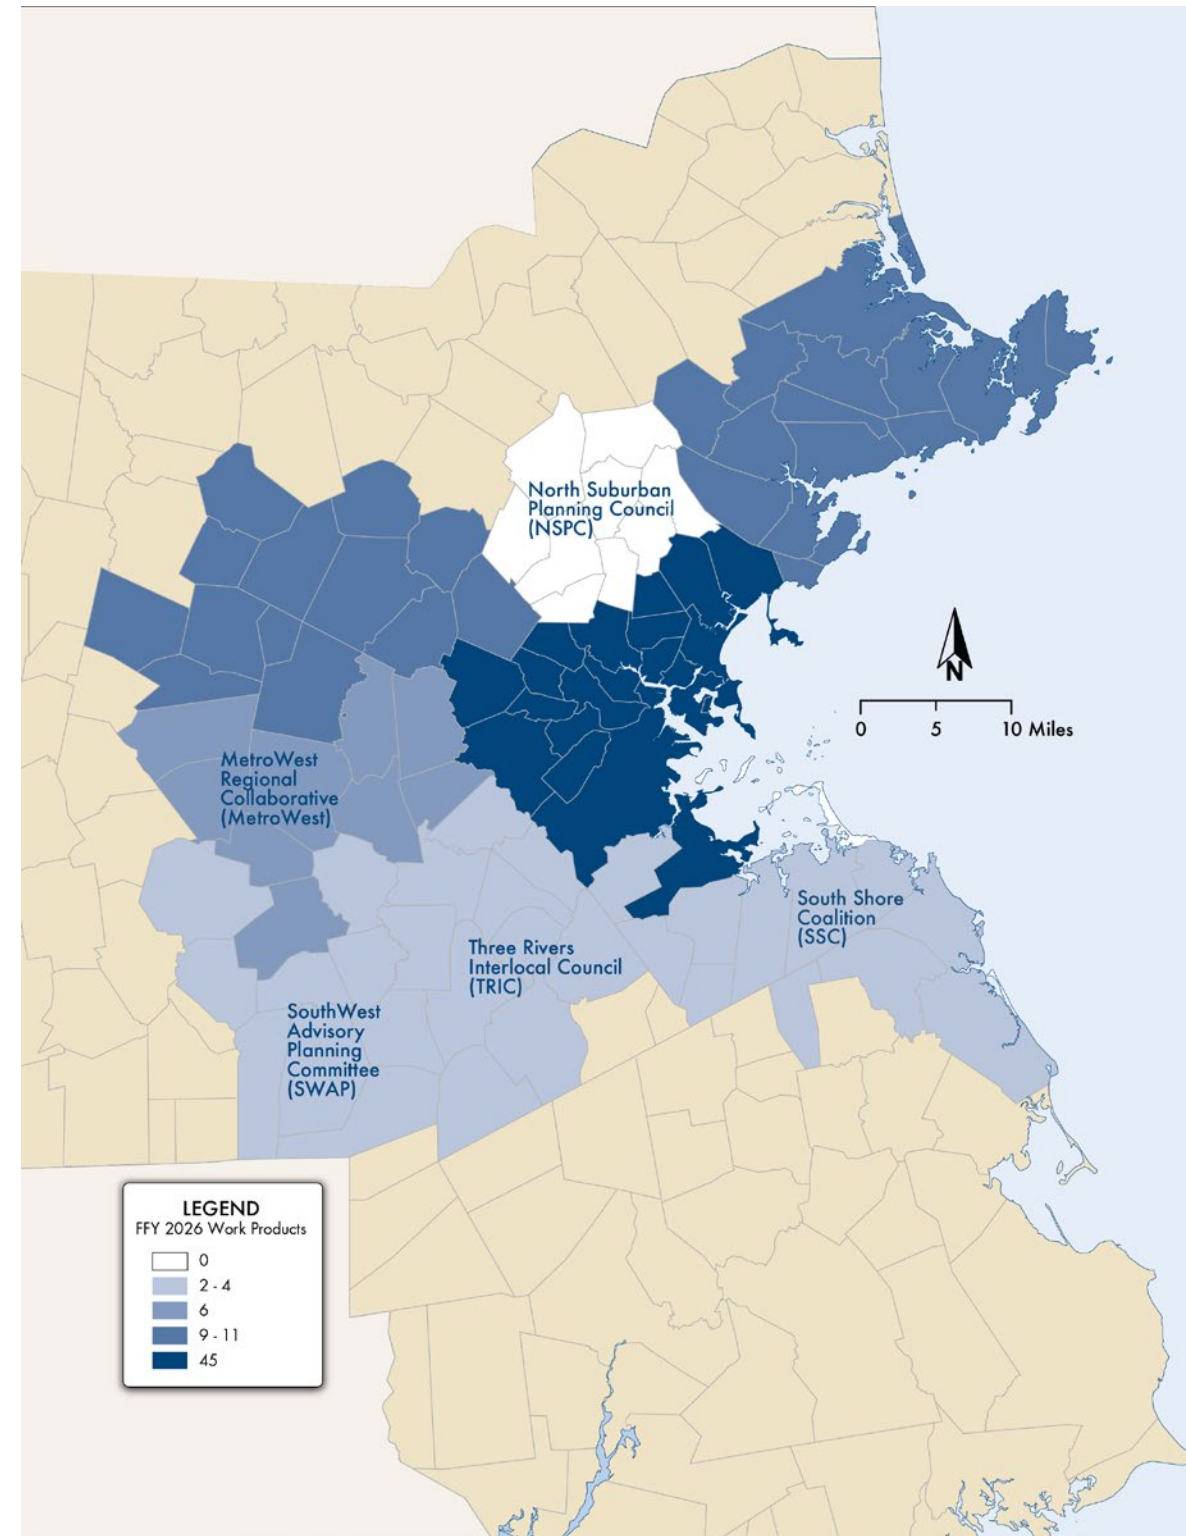 North Suburban
Planning Council
(NSPC)
N
0 5 10 Miles
MetroWest
Regional
Collaborative
(MetroWest)
South Shore
Coalition
(SSC)
Three Rivers
Interlocal Council
(TRIC)
SouthWest
Advisory
Planning
Committee
(SWAP)
LEGEND
FFY 2026 Work Products
0
2 - 4
6
9 - 11
45